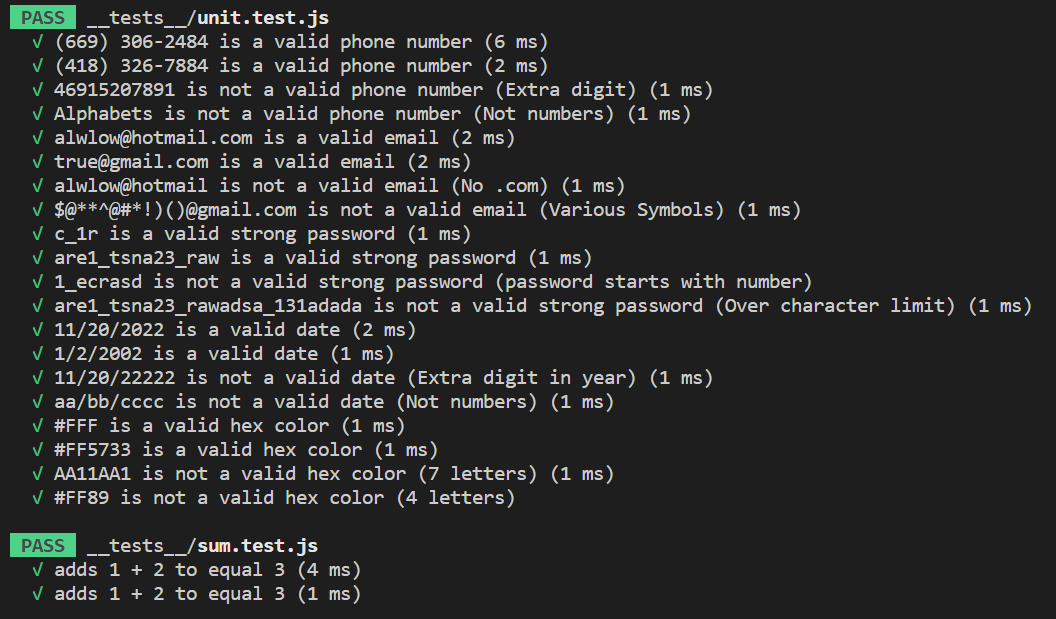 PASS __tests__/unit.test.js
√ (669) 306-2484 is a valid phone number (6 ms)
√ (418) 326-7884 is a valid phone number (2 ms)
√ 46915207891 is not a valid phone number (Extra digit) (1 ms)
√ Alphabets is not a valid phone number (Not numbers) (1 ms)
√ alwlow@hotmail.com is a valid email (2 ms)
√ true@gmail.com is a valid email (2 ms)
√ alwlow@hotmail is not a valid email (No .com) (1 ms)
√ $@**^@#*!)()@gmail.com is not a valid email (Various Symbols) (1 ms)
√ c_1r is a valid strong password (1 ms)
√ are1_tsna23_raw is a valid strong password (1 ms)
√ 1_ecrasd is not a valid strong password (password starts with number)
√ are1_tsna23_rawadsa_131adada is not a valid strong password (Over character limit) (1 ms)
√ 11/20/2022 is a valid date (2 ms)
√ 1/2/2002 is a valid date (1 ms)
√ 11/20/22222 is not a valid date (Extra digit in year) (1 ms)
√ aa/bb/cccc is not a valid date (Not numbers) (1 ms)
√ #FFF is a valid hex color (1 ms)
√ #FF5733 is a valid hex color (1 ms)
√ AA11AA1 is not a valid hex color (7 letters) (1 ms)
√ #FF89 is not a valid hex color (4 letters)
PASS __tests__/sum.test.js
√ adds 1 + 2 to equal 3 (4 ms)
√ adds 1 + 2 to equal 3 (1 ms)